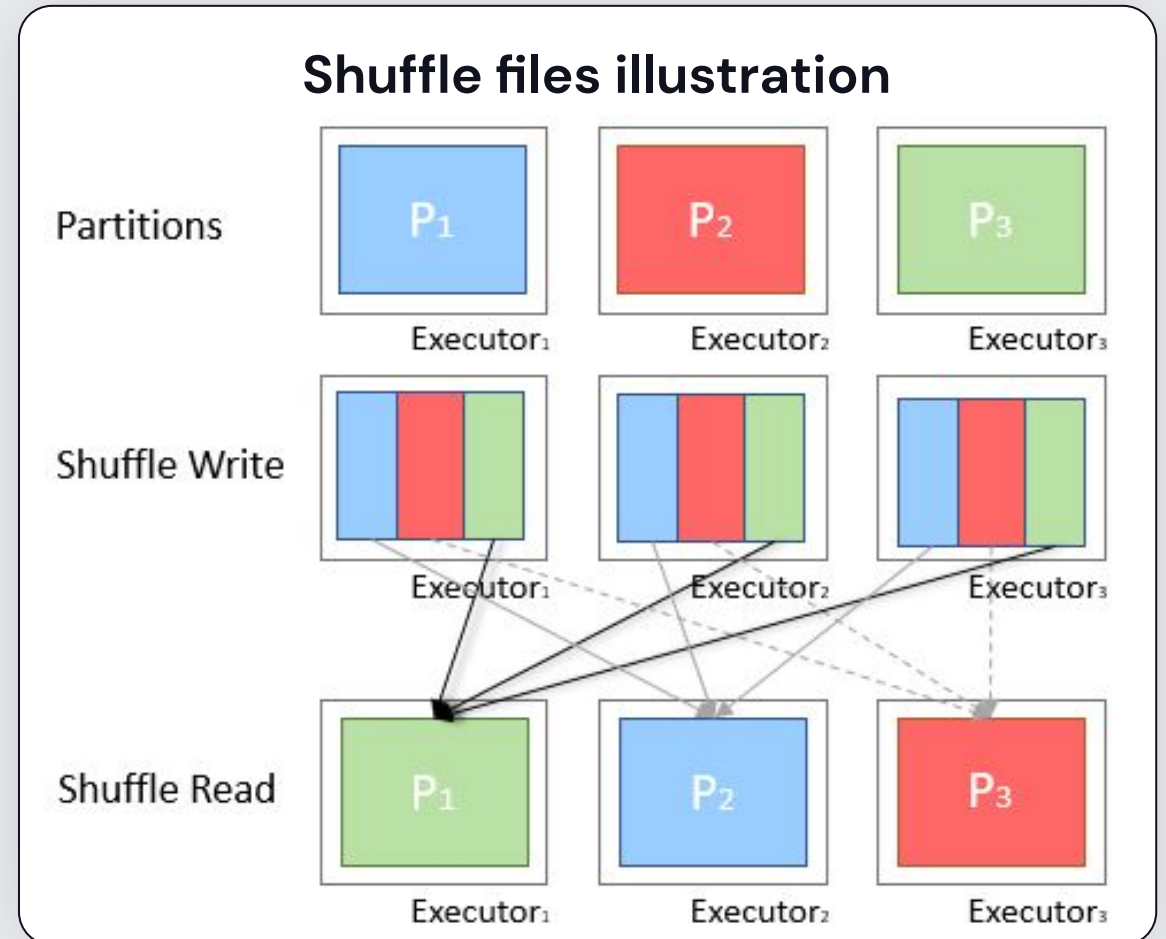 Shuffle files illustration
Partitions
P1 P2 P3
Executor1 Executor2 Executor3
Shuffle Write
Executor1 Executor2 Executor3
Shuffle Read
P1 P2 P3
Executor1 Executor2 Executor3